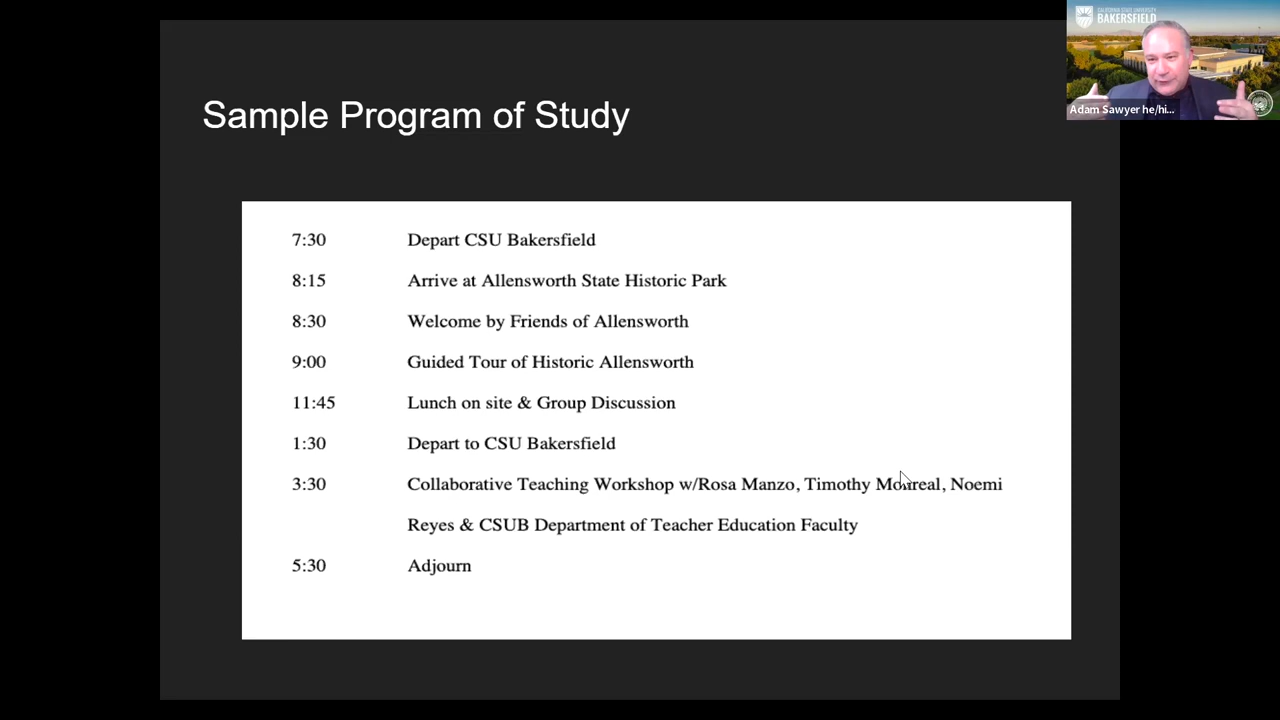 CALIFORNIA STATE UNIVERSITY
BAKERSFIELD
Adam Sawyer he/hi...
Sample Program of Study
7:30 Depart CSU Bakersfield
8:15 Arrive at Allensworth State Historic Park
8:30 Welcome by Friends of Allensworth
9:00 Guided Tour of Historic Allensworth
11:45 Lunch on site & Group Discussion
1:30 Depart to CSU Bakersfield
3:30 Collaborative Teaching Workshop w/Rosa Manzo, Timothy Monreal, Noemi
Reyes & CSUB Department of Teacher Education Faculty
5:30 Adjourn